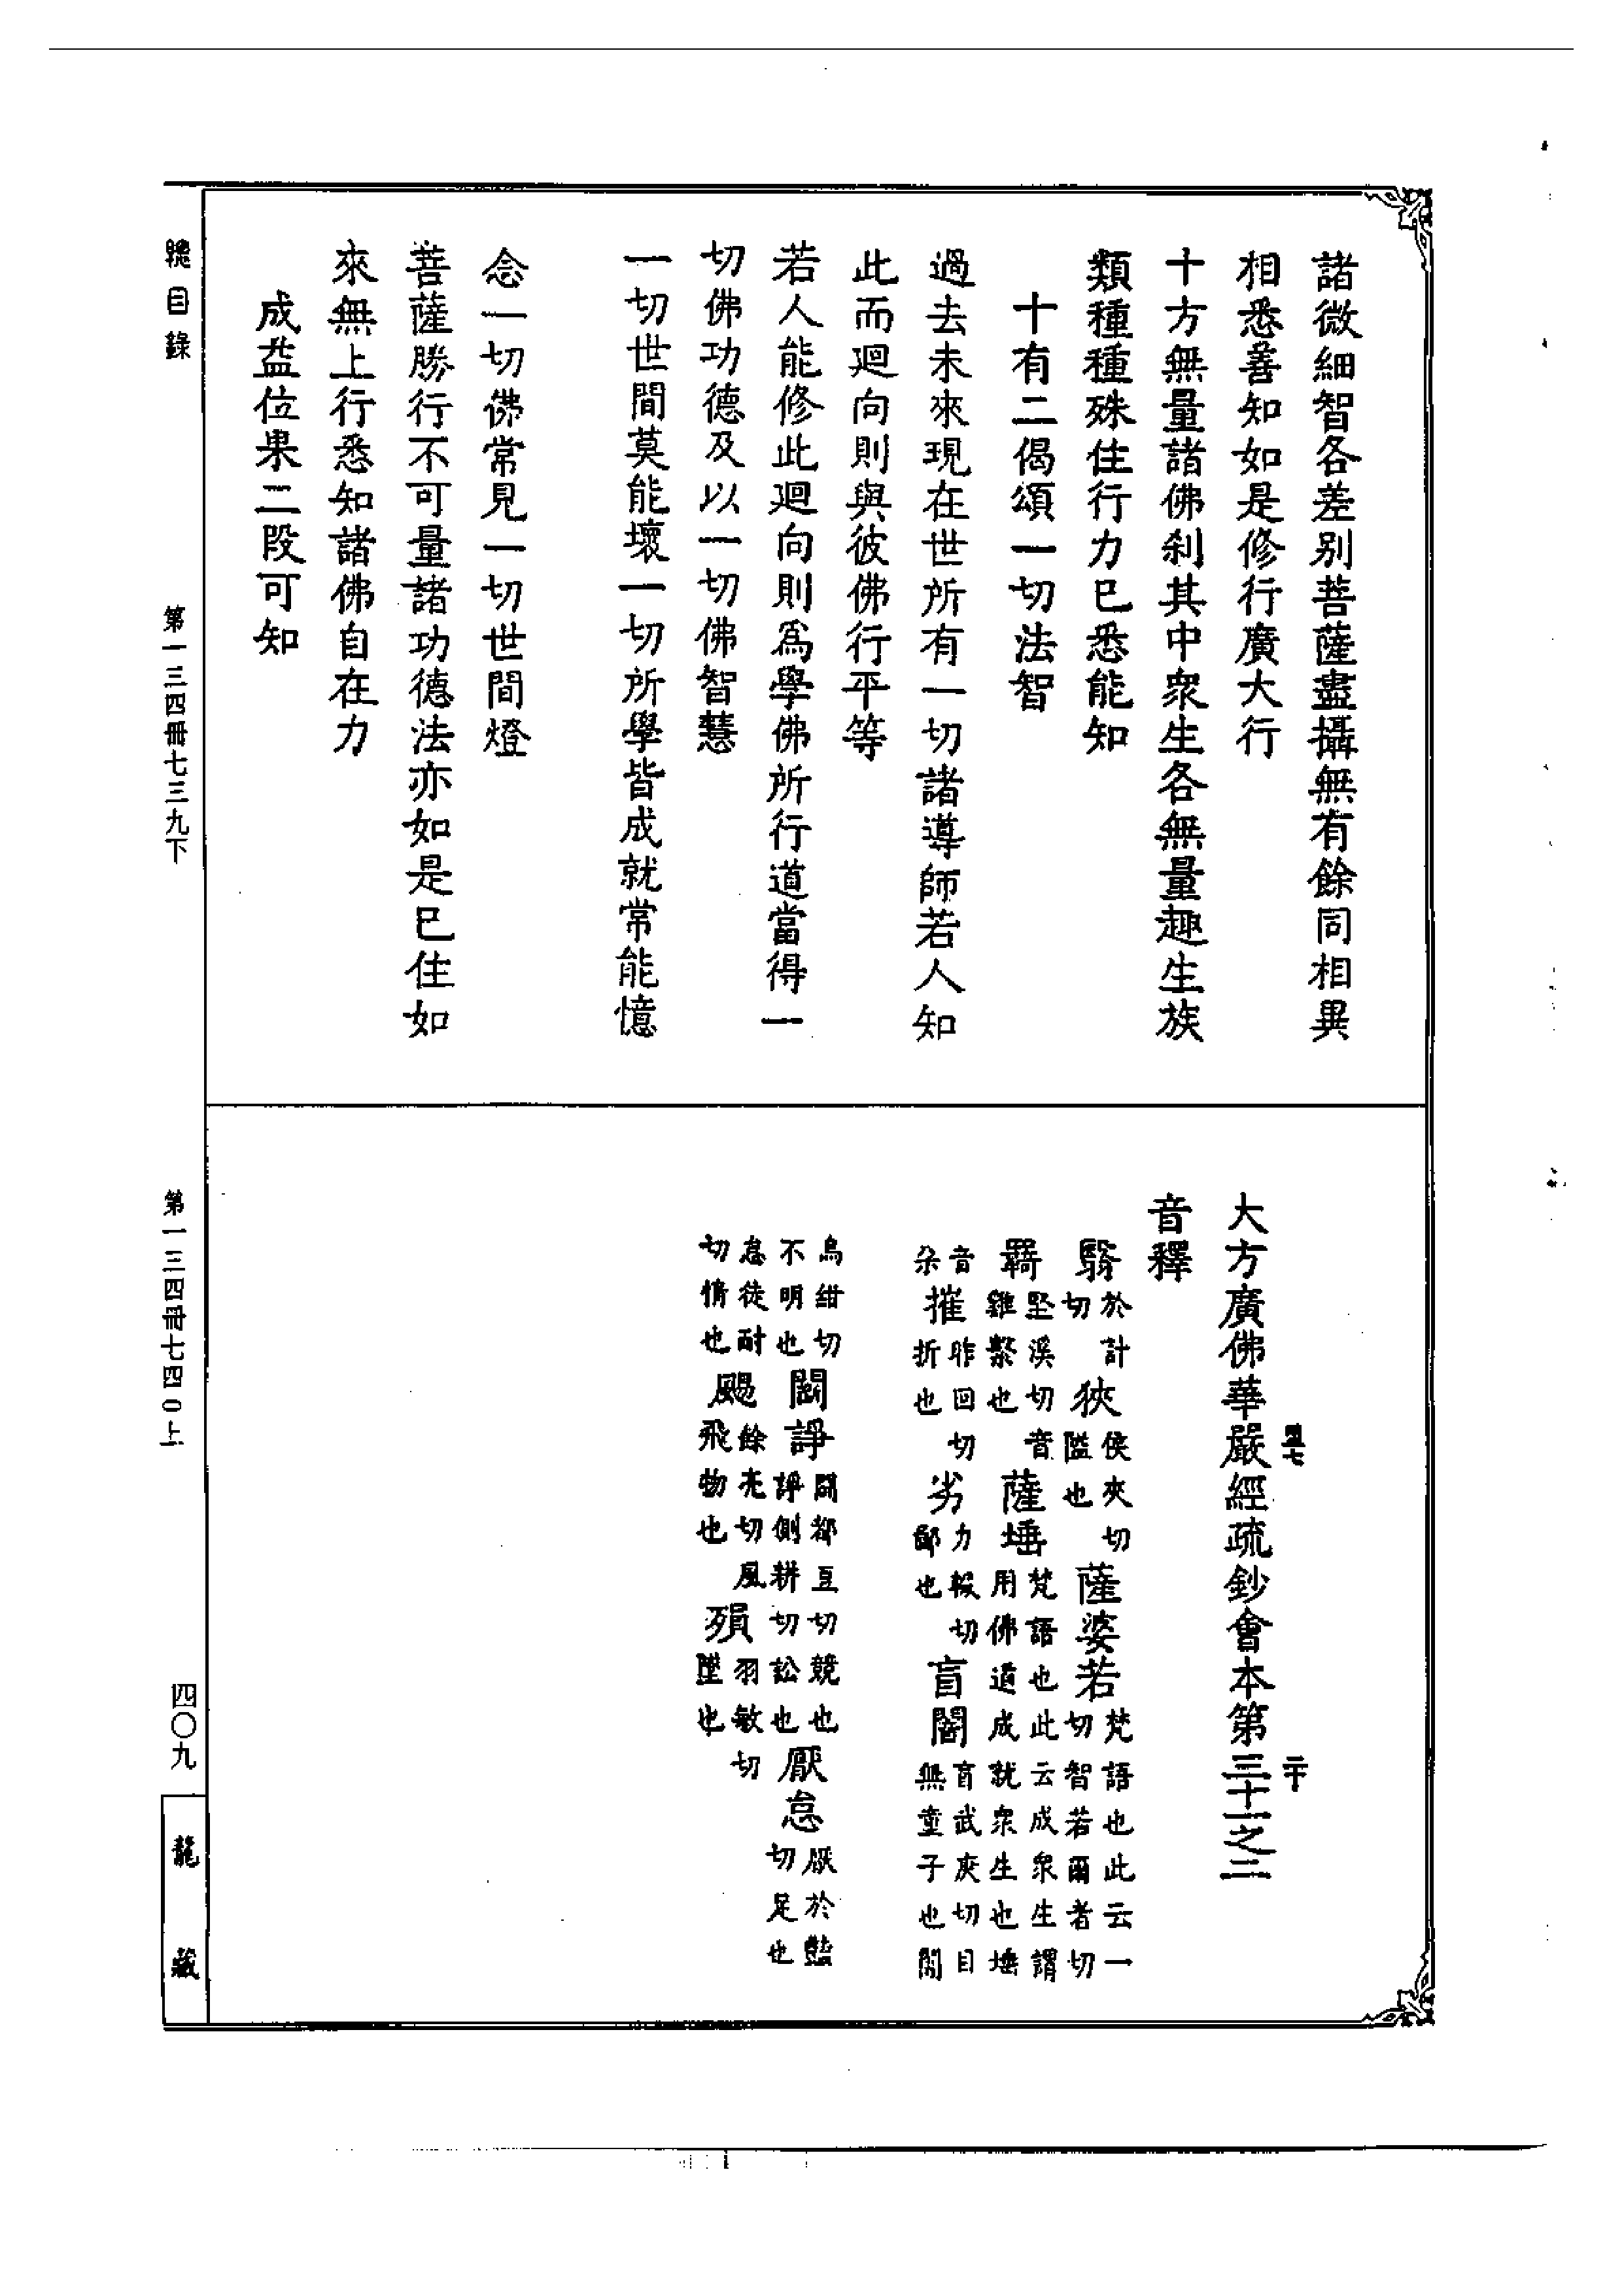 諸微細智各差別菩薩盡攝無有餘同相異
相悉善知如是修行廣大行
十方無量諸佛刹其中衆生各無量趣生族
類種種殊住行力已悉能知
十有二偈頌一切法智
過去未來現在世所有一切諸導師若人知
此而迴向則與彼佛行平等
若人能修此迴向則爲學佛所行道當得一
切佛功德及以一切佛智慧
一切世間莫能壞一切所學皆成就常能憶
念一切佛常見一切世間燈
菩薩勝行不可量諸功德法亦如是已住如
來無上行悉知諸佛自在力
成益位果二段可知
大方廣佛華嚴經疏鈔會本第三十一之三
音釋
翳於計切 狹侯夾切隘也 薩婆若梵語也此云一切智若爾者切
羈堅溪切音雞繫也 薩埵梵語也此云成衆生謂用佛道成就衆生也埵
音朵 摧昨回切折也 劣力輟切鄙也 盲闇盲武庚切目無童子也闇
烏紺切不明也 鬪諍鬪都豆切競也諍側耕切訟也 厭怠厭於豔切足也
怠徒耐切惰也 颺餘亮切風飛物也 殞羽敏切墜也
總目錄
第一三四冊七三九下
第一三四冊七四〇上
四〇九
龍藏